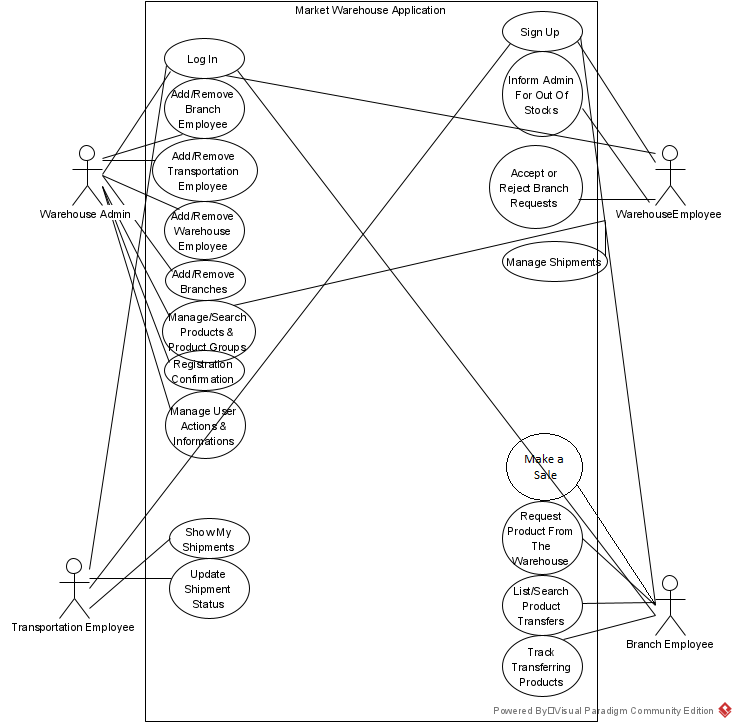 Market Warehouse Application
Sign Up
Log In
Inform Admin
For Out Of
Stocks
Add/Remove
Branch
Employee
Add/Remove
Transportation
Employee
Accept or
Reject Branch
Requests
Warehouse Admin
WarehouseEmployee
Add/Remove
Warehouse
Employee
Manage Shipments
Add/Remove
Branches
Manage/Search
Products &
Product Groups
Registration
Confirmation
Manage User
Actions &
Informations
Make a
Sale
Request
Product From
The
Warehouse
Show My
Shipments
Update
Shipment
Status
List/Search
Product
Transfers
Transportation Employee
Branch Employee
Track
Transferring
Products
Powered By□Visual Paradigm Community Edition